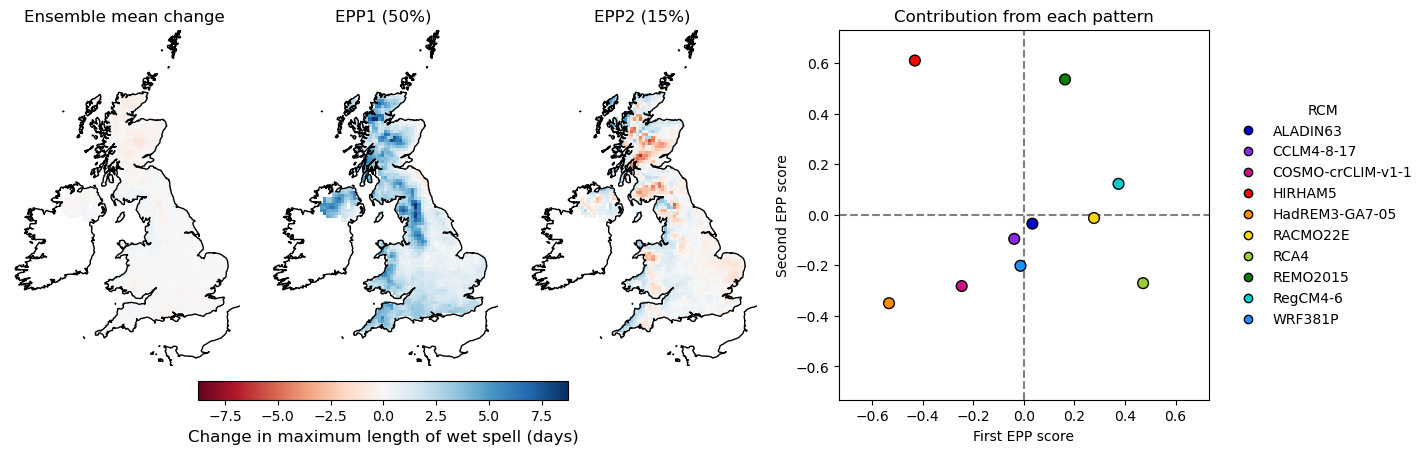 Ensemble mean change
EPP1 (50%)
EPP2 (15%)
Contribution from each pattern
−7.5
−5.0
−2.5
0.0
2.5
5.0
7.5
Change in maximum length of wet spell (days)
Second EPP score
0.6
0.4
0.2
0.0
−0.2
−0.4
−0.6
−0.6
−0.4
−0.2
0.0
0.2
0.4
0.6
First EPP score
RCM
ALADIN63
CCLM4-8-17
COSMO-crCLIM-v1-1
HIRHAM5
HadREM3-GA7-05
RACMO22E
RCA4
REMO2015
RegCM4-6
WRF381P